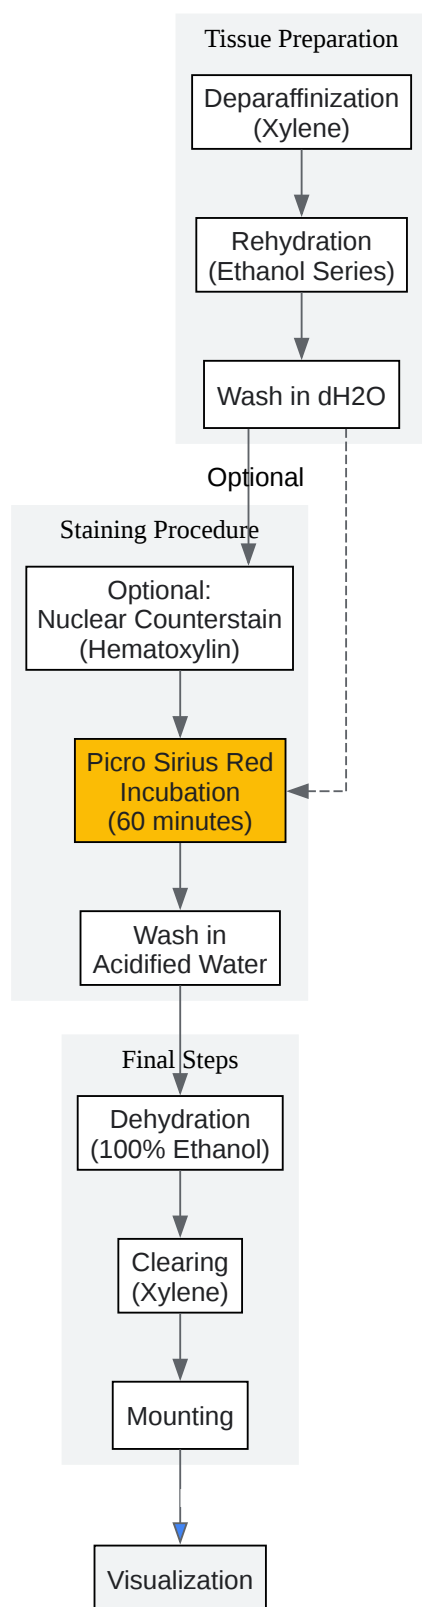 Tissue Preparation
Deparaffinization
(Xylene)
Rehydration
(Ethanol Series)
Wash in dH2O
Optional
Staining Procedure
Optional:
Nuclear Counterstain
(Hematoxylin)
Picro Sirius Red
Incubation
(60 minutes)
Wash in
Acidified Water
Final Steps
Dehydration
(100% Ethanol)
Clearing
(Xylene)
Mounting
Visualization